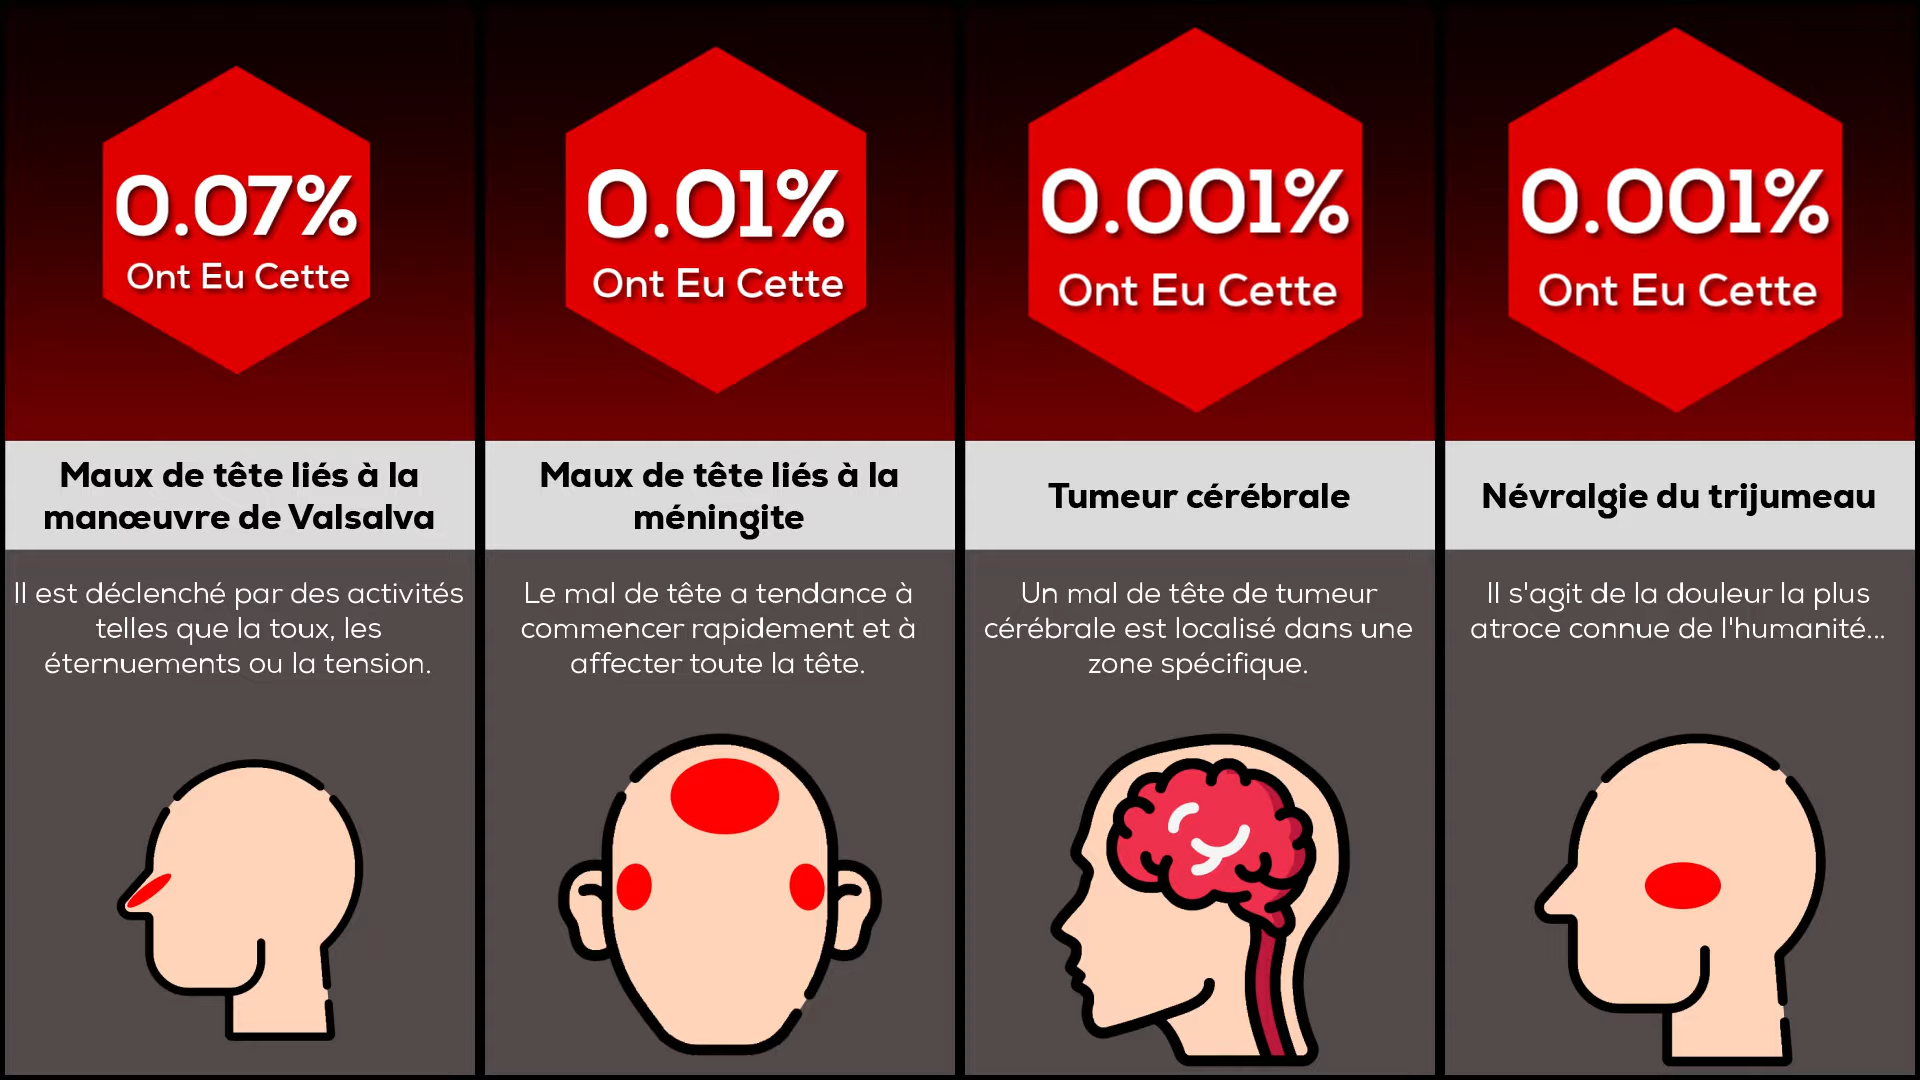 0.07%
Ont Eu Cette
Maux de tête liés à la
manœuvre de Valsalva
Il est déclenché par des activités
telles que la toux, les
éternuements ou la tension.
0.01%
Ont Eu Cette
Maux de tête liés à la
méningite
Le mal de tête a tendance à
commencer rapidement et à
affecter toute la tête.
0.001%
Ont Eu Cette
Tumeur cérébrale
Un mal de tête de tumeur
cérébrale est localisé dans une
zone spécifique.
0.001%
Ont Eu Cette
Névralgie du trijumeau
Il s'agit de la douleur la plus
atroce connue de l'humanité...